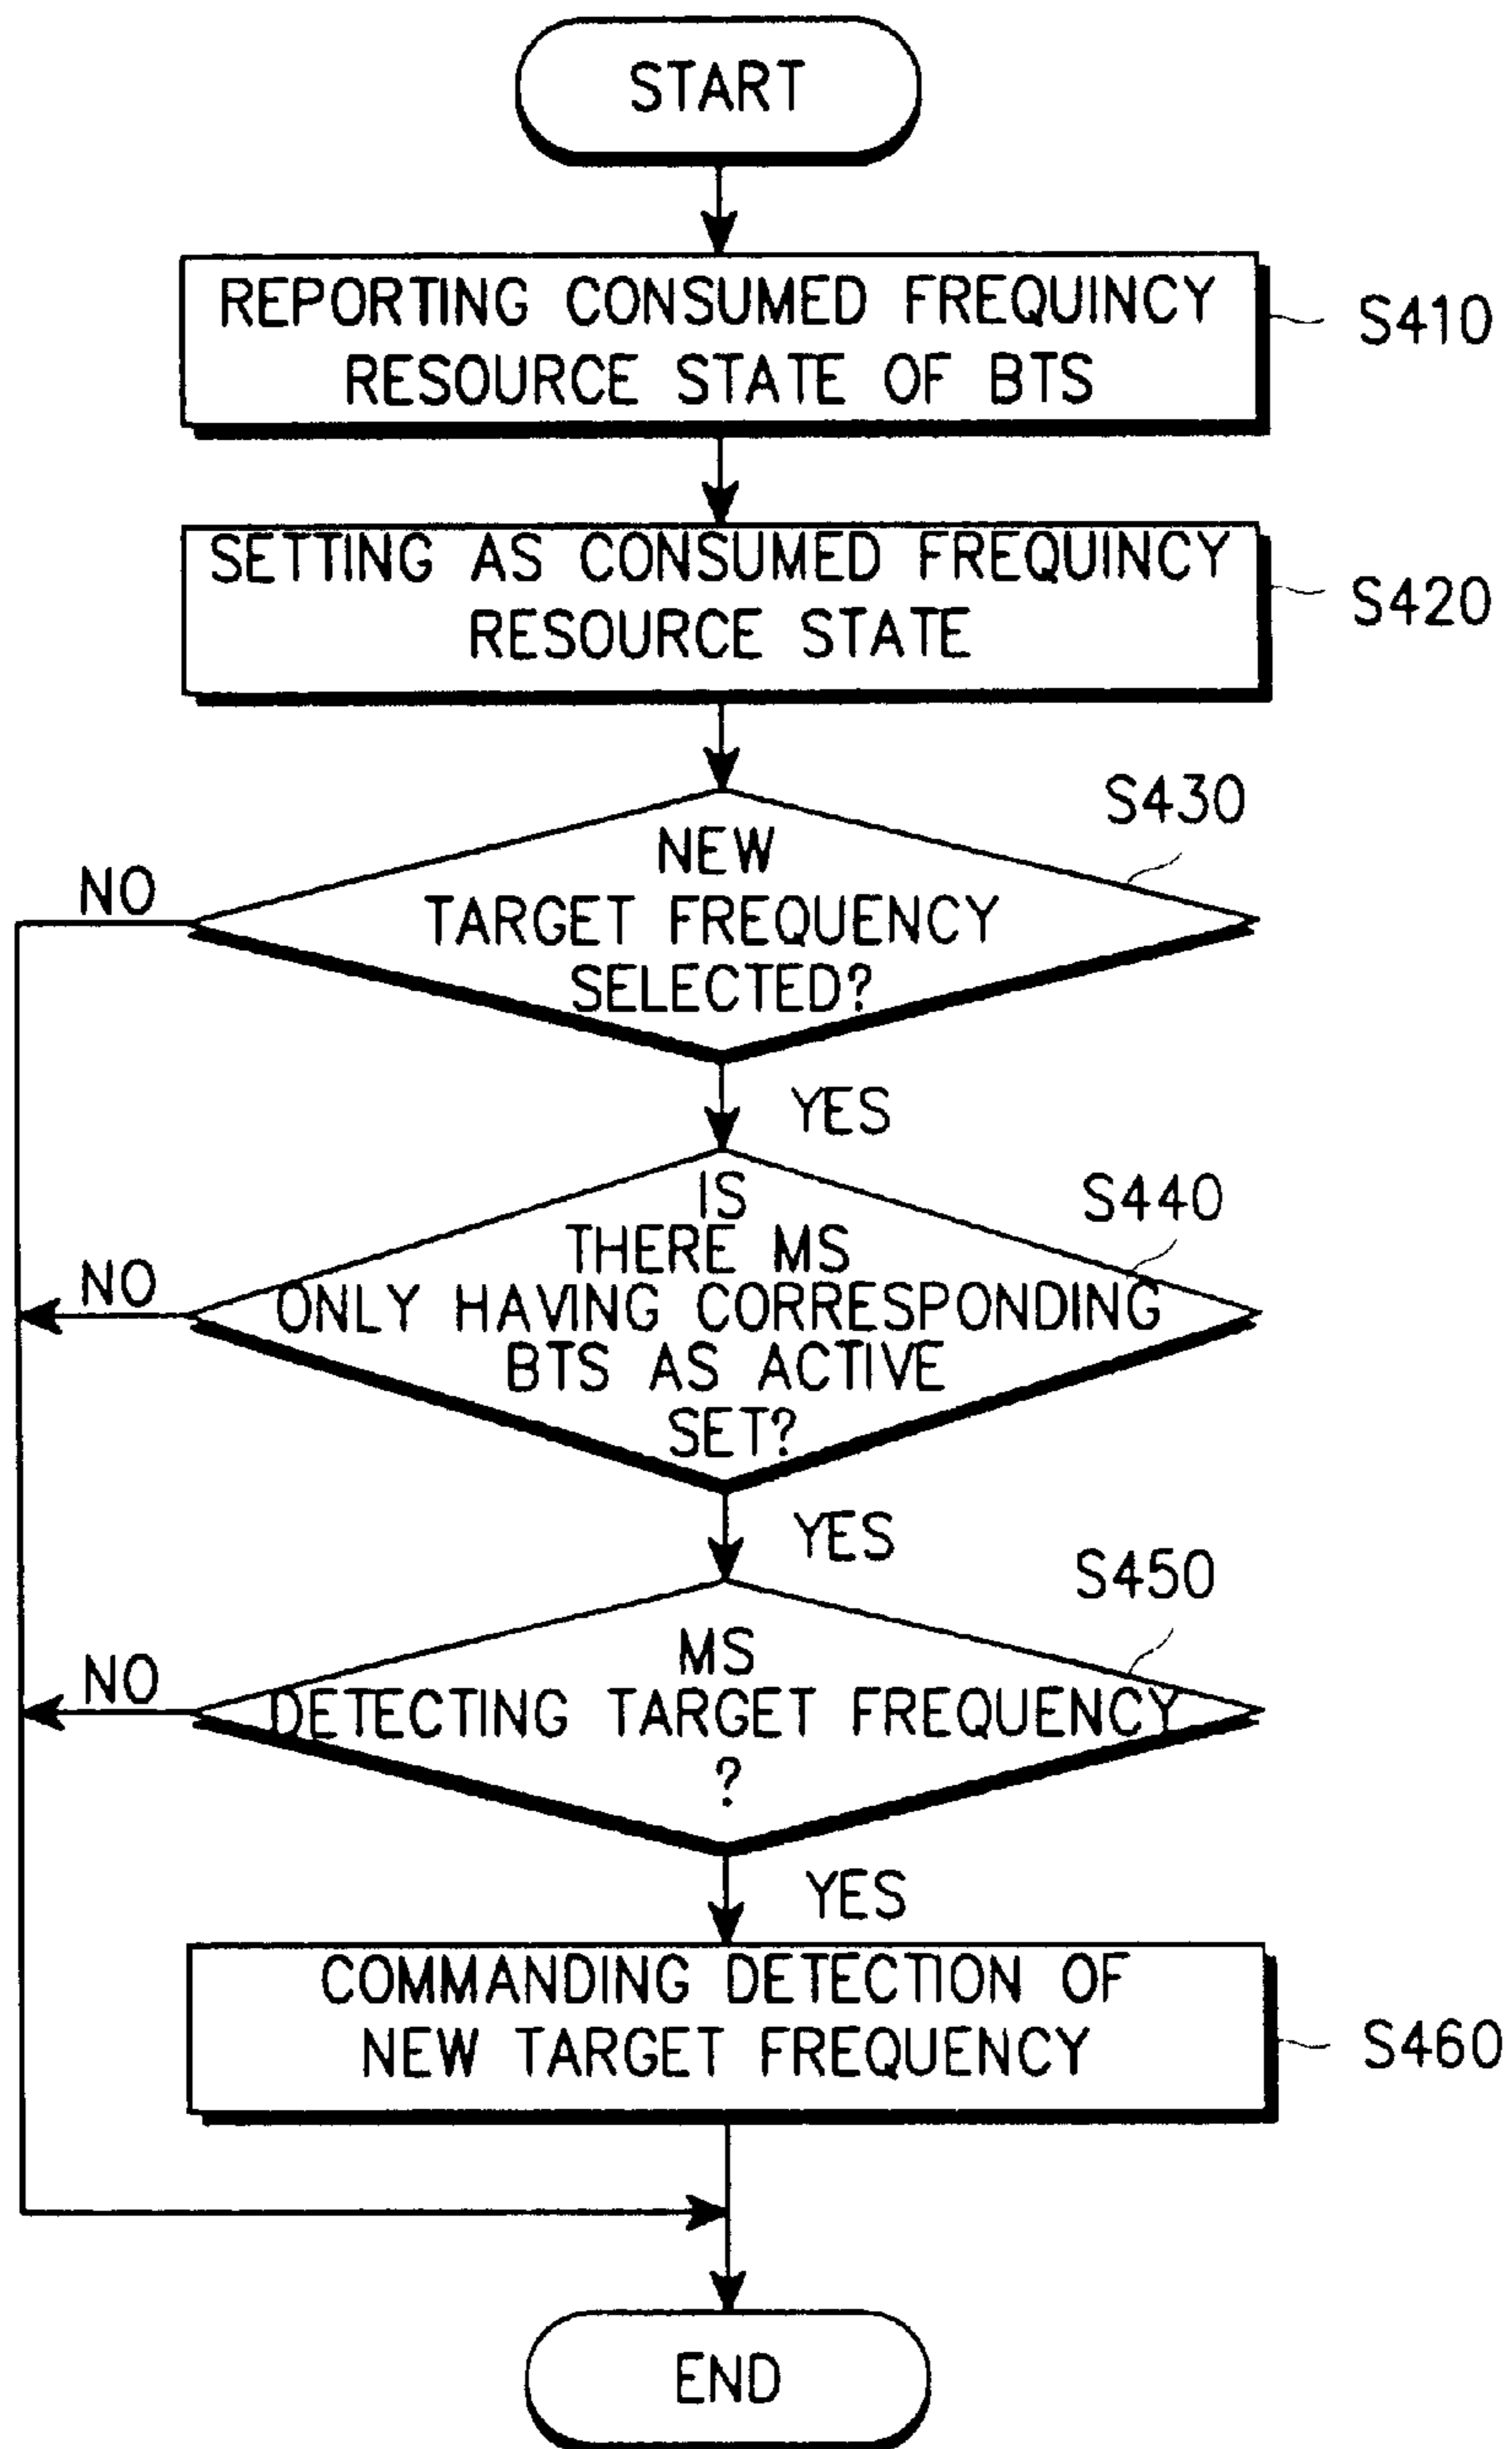 START
REPORTING CONSUMED FREQUINCY
RESOURCE STATE OF BTS
S410
SETTING AS CONSUMED FREQUINCY
RESOURCE STATE
S420
S430
NEW
TARGET FREQUENCY
SELECTED?
NO
YES
S440
IS
THERE MS
ONLY HAVING CORRESPONDING
BTS AS ACTIVE
SET?
NO
YES
S450
MS
DETECTING TARGET FREQUENCY
?
NO
YES
COMMANDING DETECTION OF
NEW TARGET FREQUENCY
S460
END